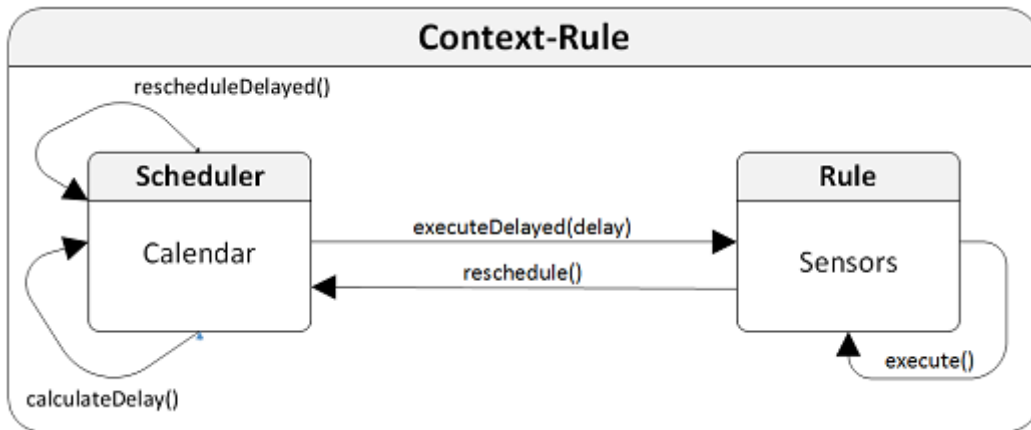 Context-Rule
rescheduleDelayed()
Scheduler
Rule
executeDelayed(delay)
Calendar
Sensors
reschedule()
execute()
calculateDelay()